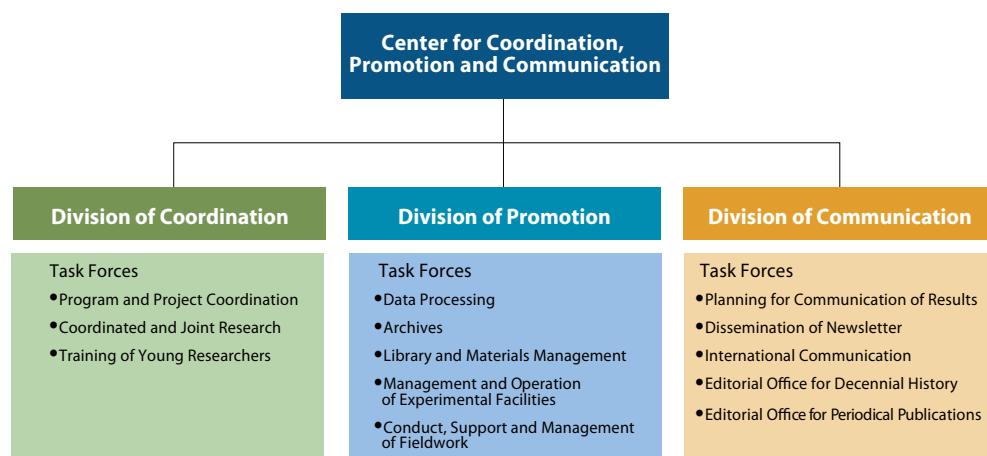 Center for Coordination,
Promotion and Communication
Division of Coordination
Task Forces
•Program and Project Coordination
•Coordinated and Joint Research
•Training of Young Researchers
Division of Promotion
Task Forces
•Data Processing
•Archives
•Library and Materials Management
•Management and Operation
of Experimental Facilities
•Conduct, Support and Management
of Fieldwork
Division of Communication
Task Forces
•Planning for Communication of Results
•Dissemination of Newsletter
•International Communication
•Editorial Office for Decennial History
•Editorial Office for Periodical Publications